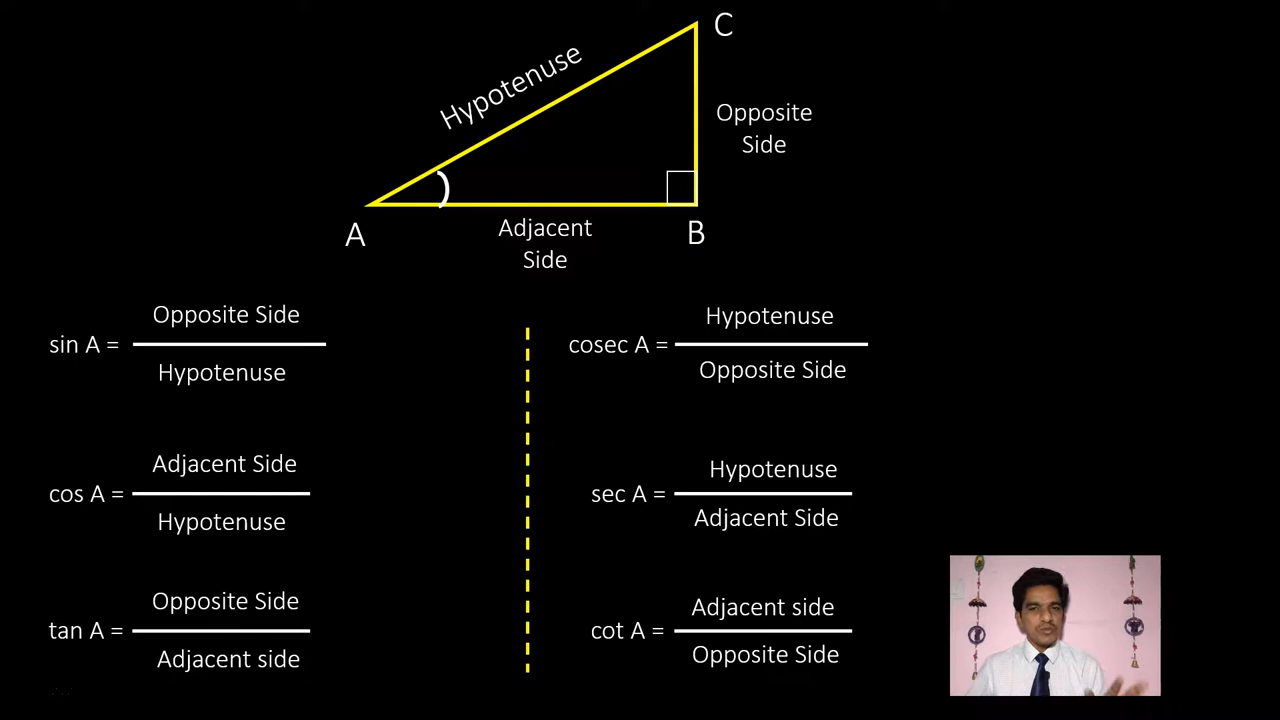 C
Hypotenuse
Opposite
Side
A
Adjacent
Side
B
Opposite Side
sin A =
Hypotenuse
Hypotenuse
cosec A =
Opposite Side
Adjacent Side
cos A =
Hypotenuse
Hypotenuse
sec A =
Adjacent Side
Opposite Side
tan A =
Adjacent side
Adjacent side
cot A =
Opposite Side